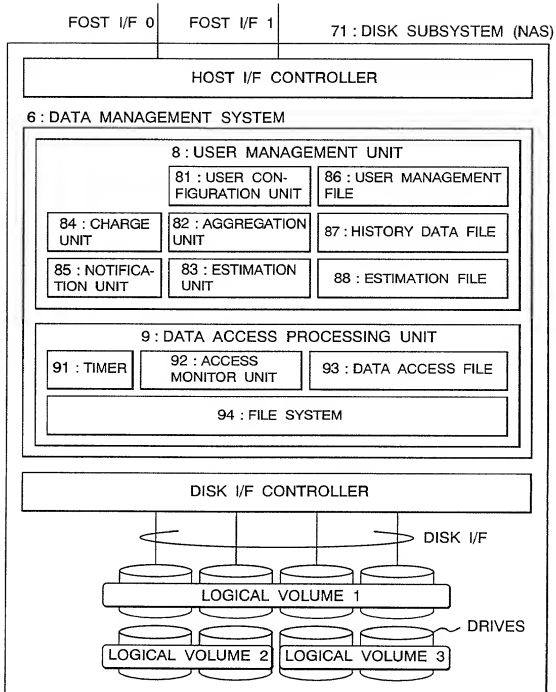 FOST I/F 0
FOST I/F 1
71 : DISK SUBSYSTEM (NAS)
HOST I/F CONTROLLER
6 : DATA MANAGEMENT SYSTEM
8 : USER MANAGEMENT UNIT
81 : USER CON-
FIGURATION UNIT
86 : USER MANAGEMENT
FILE
84 : CHARGE
UNIT
82 : AGGREGATION
UNIT
87 : HISTORY DATA FILE
85 : NOTIFICA-
TION UNIT
83 : ESTIMATION
UNIT
88 : ESTIMATION FILE
9 : DATA ACCESS PROCESSING UNIT
91 : TIMER
92 : ACCESS
MONITOR UNIT
93 : DATA ACCESS FILE
94 : FILE SYSTEM
DISK I/F CONTROLLER
DISK I/F
LOGICAL VOLUME 1
DRIVES
LOGICAL VOLUME 2
LOGICAL VOLUME 3